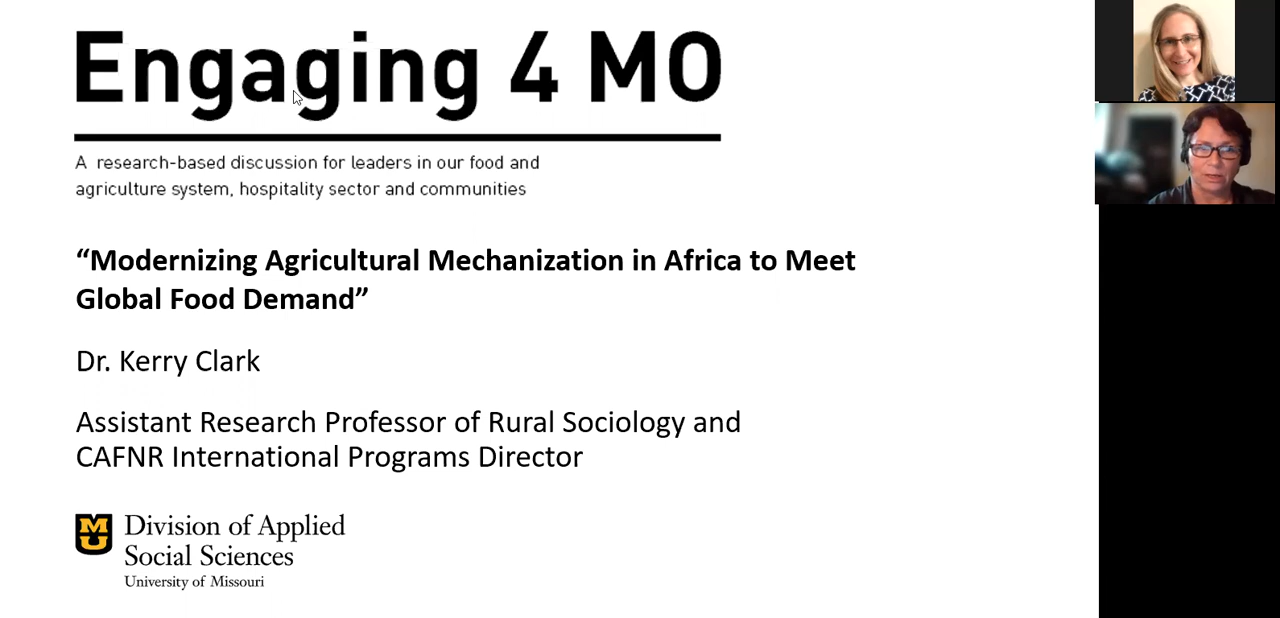 Engaging 4 MO
A research-based discussion for leaders in our food and
agriculture system, hospitality sector and communities
“Modernizing Agricultural Mechanization in Africa to Meet
Global Food Demand”
Dr. Kerry Clark
Assistant Research Professor of Rural Sociology and
CAFNR International Programs Director
MU
Division of Applied
Social Sciences
University of Missouri